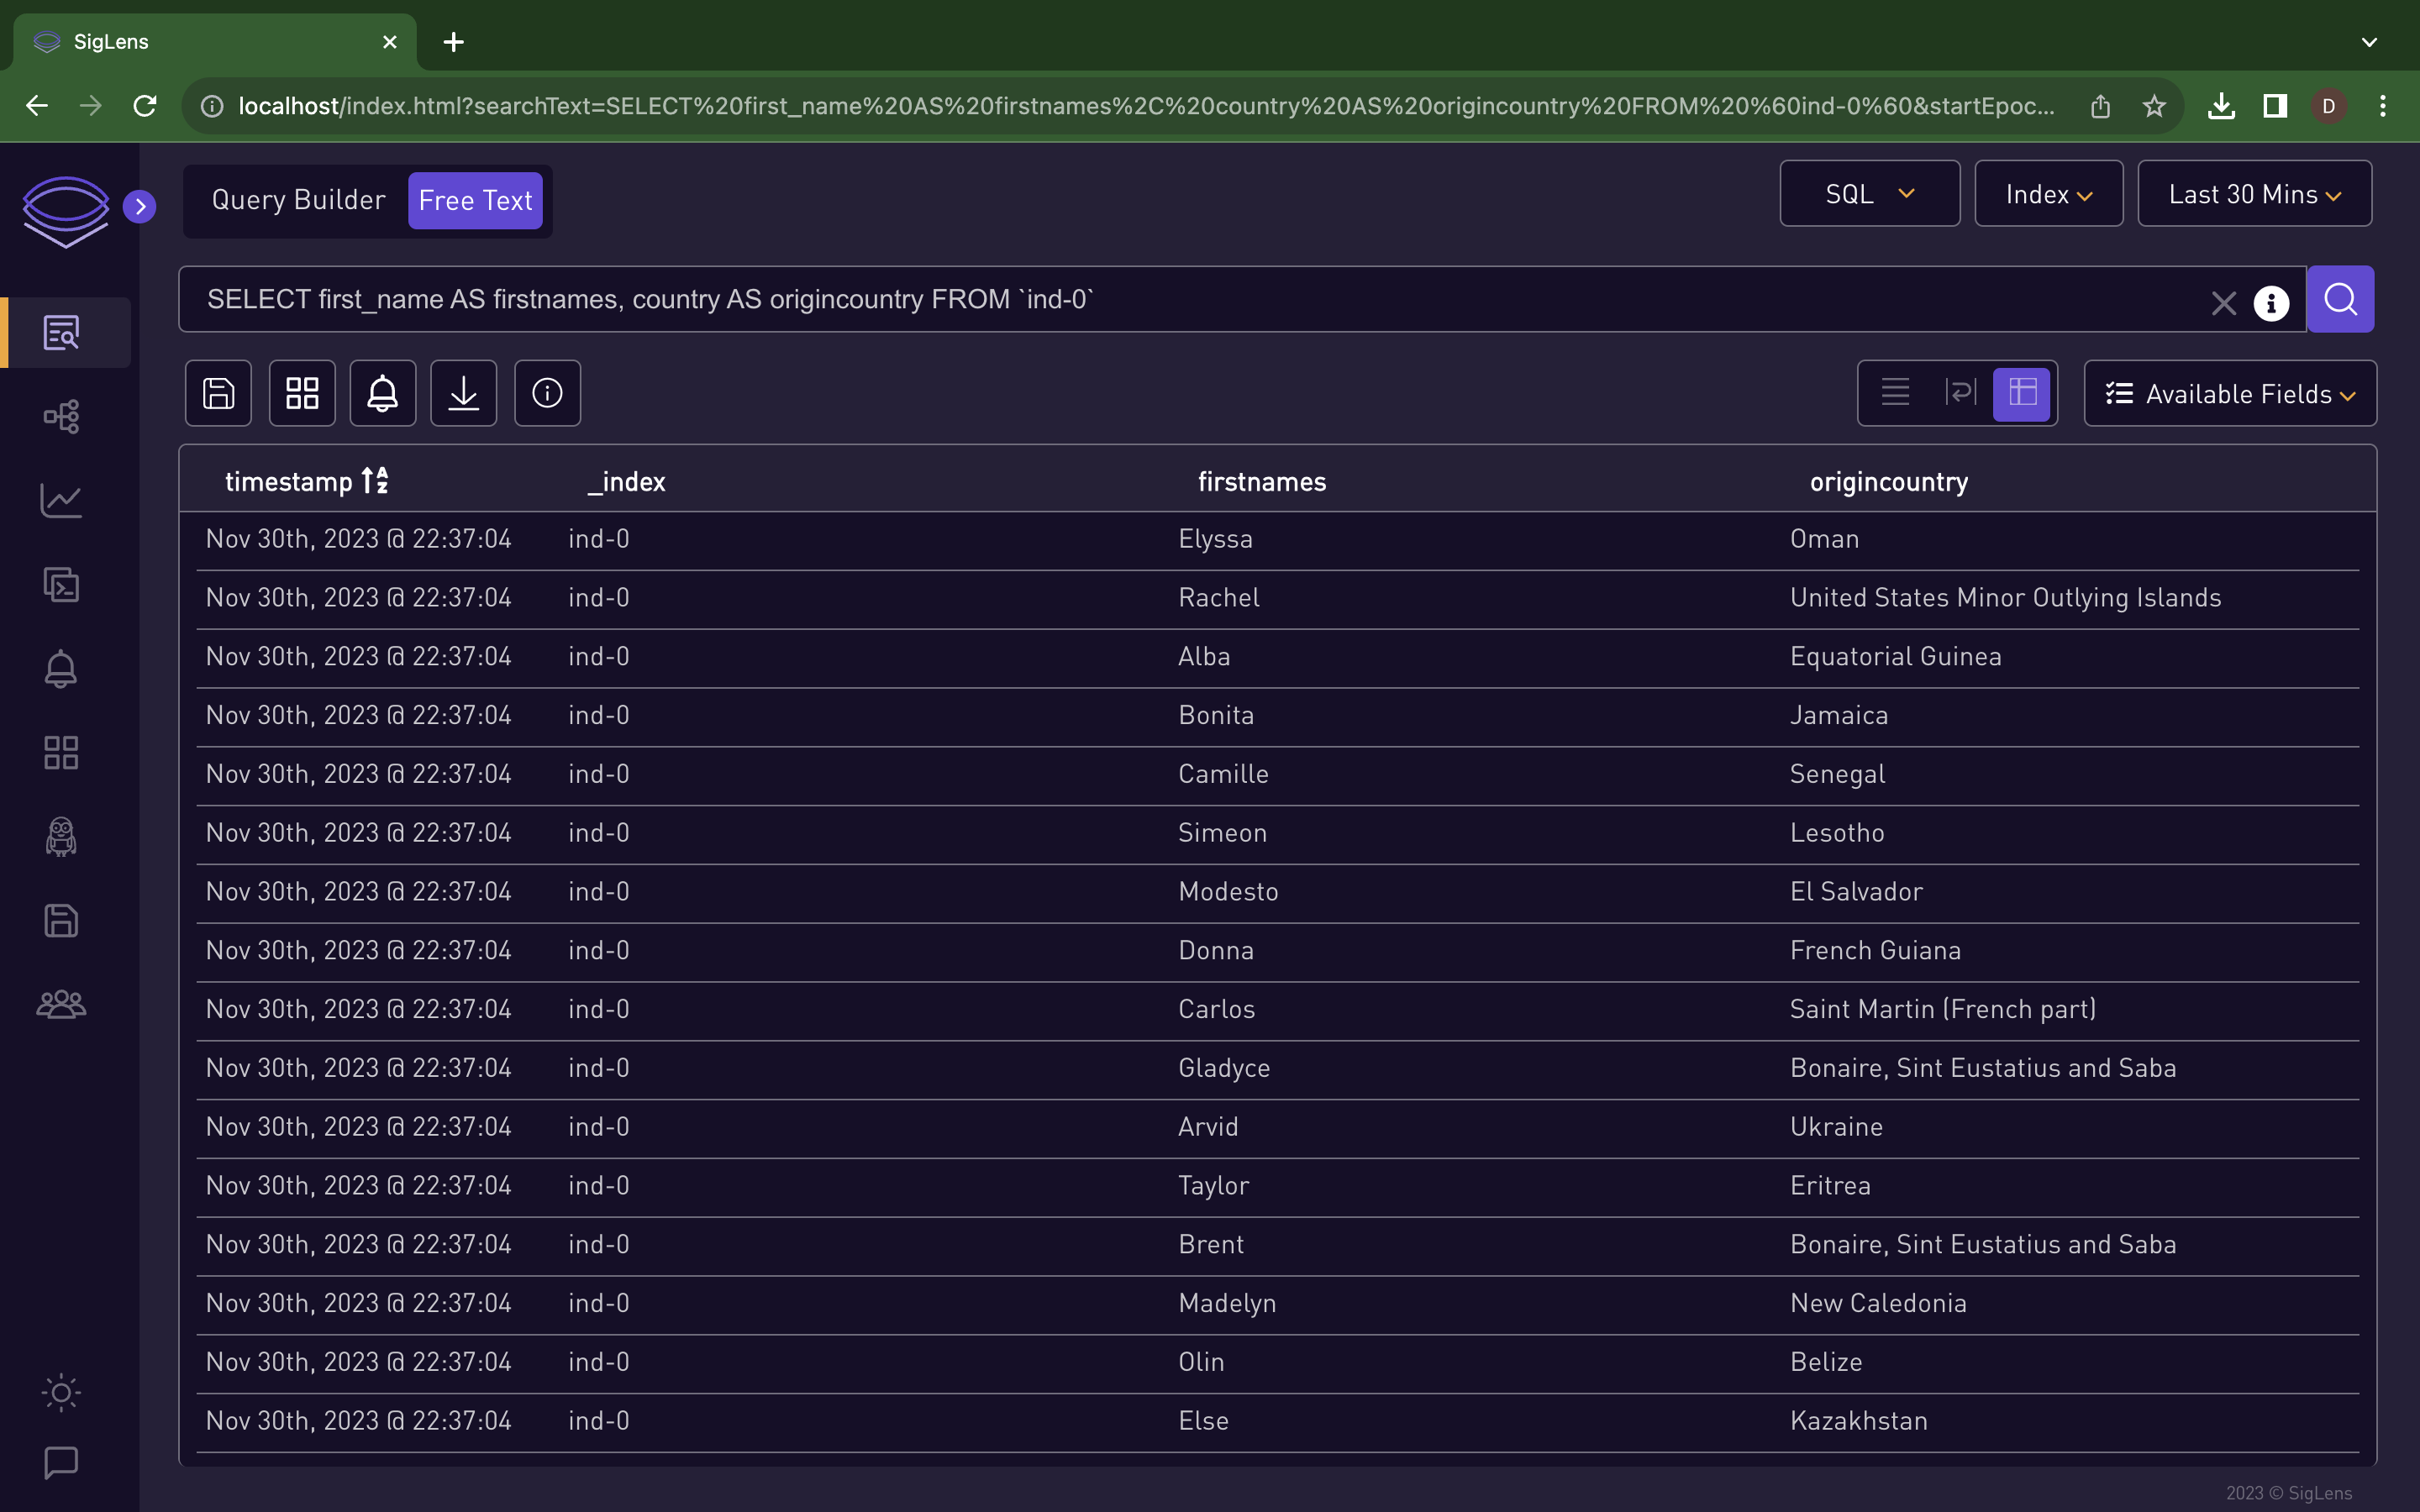 SigLens
localhost/index.html?searchText=SELECT%20first_name%20AS%20firstnames%2C%20country%20AS%20origincountry%20FROM%20%60ind-0%60&startEpoc...
D
Query Builder Free Text
SQL Index Last 30 Mins
SELECT first_name AS firstnames, country AS origincountry FROM `ind-0`
Available Fields
timestamp _index firstnames origincountry
Nov 30th, 2023 @ 22:37:04 ind-0 Elyssa Oman
Nov 30th, 2023 @ 22:37:04 ind-0 Rachel United States Minor Outlying Islands
Nov 30th, 2023 @ 22:37:04 ind-0 Alba Equatorial Guinea
Nov 30th, 2023 @ 22:37:04 ind-0 Bonita Jamaica
Nov 30th, 2023 @ 22:37:04 ind-0 Camille Senegal
Nov 30th, 2023 @ 22:37:04 ind-0 Simeon Lesotho
Nov 30th, 2023 @ 22:37:04 ind-0 Modesto El Salvador
Nov 30th, 2023 @ 22:37:04 ind-0 Donna French Guiana
Nov 30th, 2023 @ 22:37:04 ind-0 Carlos Saint Martin (French part)
Nov 30th, 2023 @ 22:37:04 ind-0 Gladyce Bonaire, Sint Eustatius and Saba
Nov 30th, 2023 @ 22:37:04 ind-0 Arvid Ukraine
Nov 30th, 2023 @ 22:37:04 ind-0 Taylor Eritrea
Nov 30th, 2023 @ 22:37:04 ind-0 Brent Bonaire, Sint Eustatius and Saba
Nov 30th, 2023 @ 22:37:04 ind-0 Madelyn New Caledonia
Nov 30th, 2023 @ 22:37:04 ind-0 Olin Belize
Nov 30th, 2023 @ 22:37:04 ind-0 Else Kazakhstan
2023 © SigLens